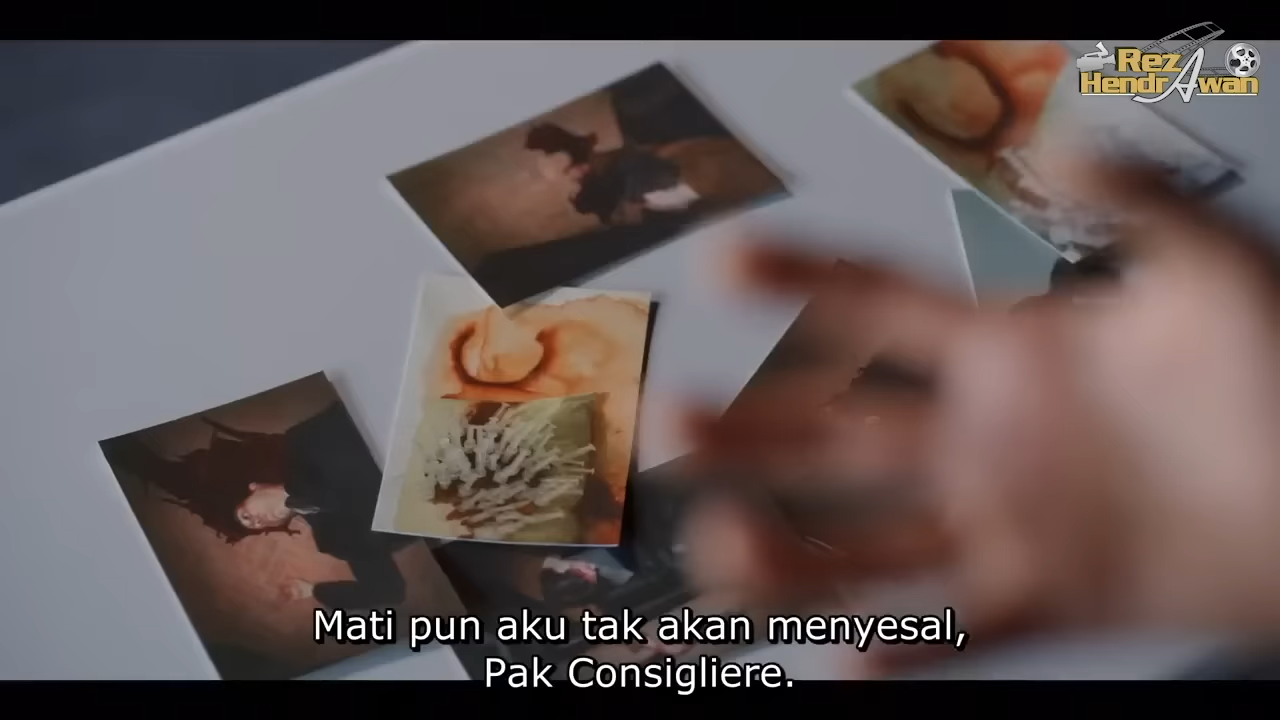 Rez
HendrAwan
Mati pun aku tak akan menyesal,
Pak Consigliere.